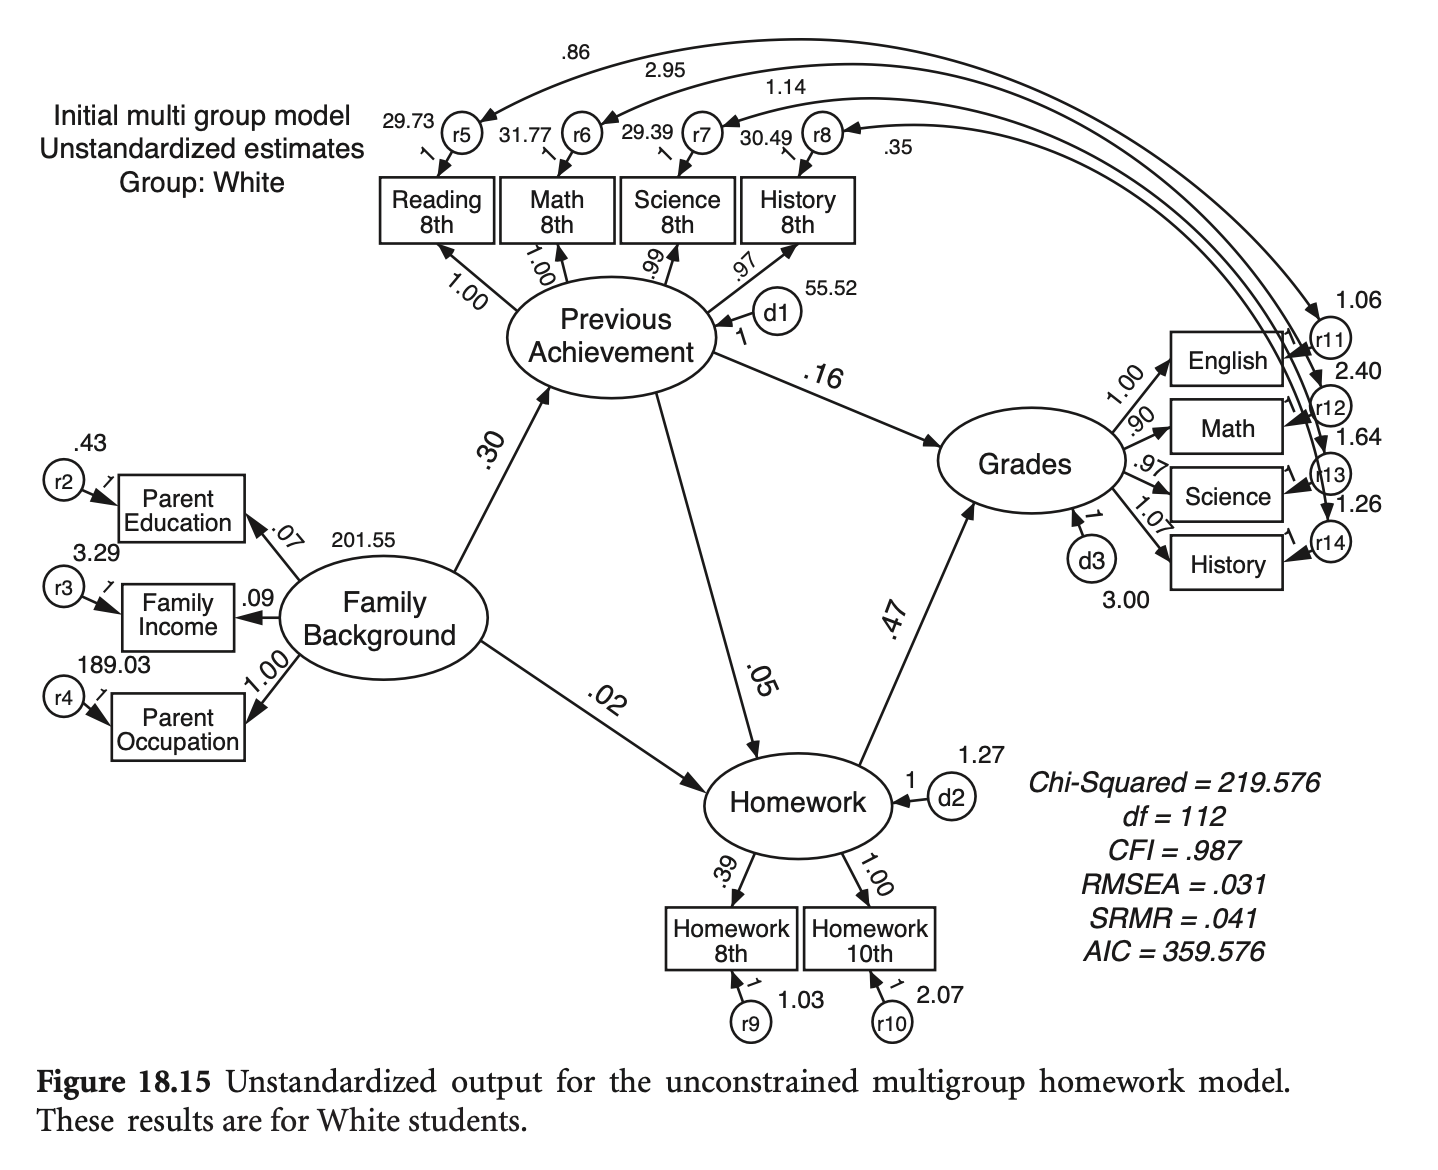 .86
2.95
1.14
.35
Initial multi group model
Unstandardized estimates
Group: White
29.73
r5
31.77
r6
29.39
r7
30.49
r8
1
1
1
1
Reading
8th
Math
8th
Science
8th
History
8th
1.00
1.00
.99
.97
55.52
d1
1
Previous
Achievement
.16
1.06
r11
1
English
2.40
r12
1
Math
1.64
r13
1
Science
1.26
r14
1
History
1.00
.90
.97
1.07
Grades
1
d3
3.00
.30
.43
r2
1
Parent
Education
.07
3.29
r3
1
Family
Income
.09
189.03
r4
1
Parent
Occupation
1.00
201.55
Family
Background
.02
.05
.47
Homework
1
d2
1.27
.39
1.00
Homework
8th
Homework
10th
1
r9
1.03
1
r10
2.07
Chi-Squared = 219.576
df = 112
CFI = .987
RMSEA = .031
SRMR = .041
AIC = 359.576
Figure 18.15 Unstandardized output for the unconstrained multigroup homework model.
These results are for White students.